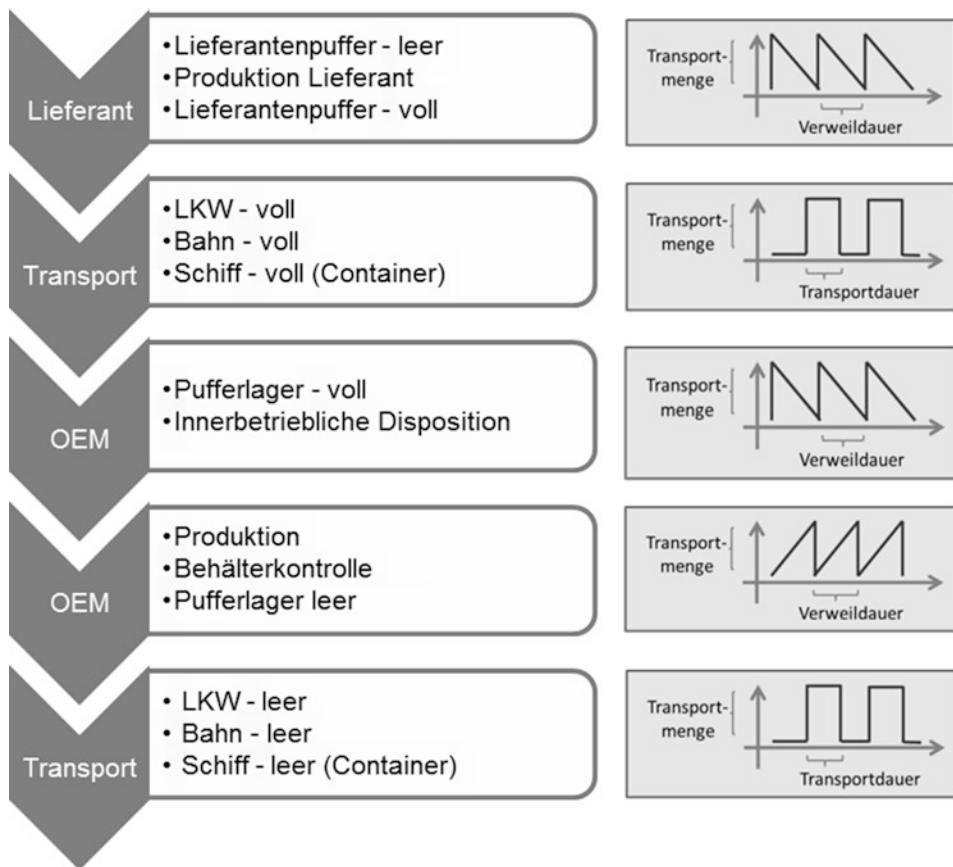 Lieferant
•Lieferantenpuffer - leer
•Produktion Lieferant
•Lieferantenpuffer - voll
Transport-
menge
Verweildauer
Transport
•LKW - voll
•Bahn - voll
•Schiff - voll (Container)
Transport-
menge
Transportdauer
OEM
•Pufferlager - voll
•Innerbetriebliche Disposition
Transport-
menge
Verweildauer
OEM
•Produktion
•Behälterkontrolle
•Pufferlager leer
Transport-
menge
Verweildauer
Transport
• LKW - leer
• Bahn - leer
• Schiff - leer (Container)
Transport-
menge
Transportdauer